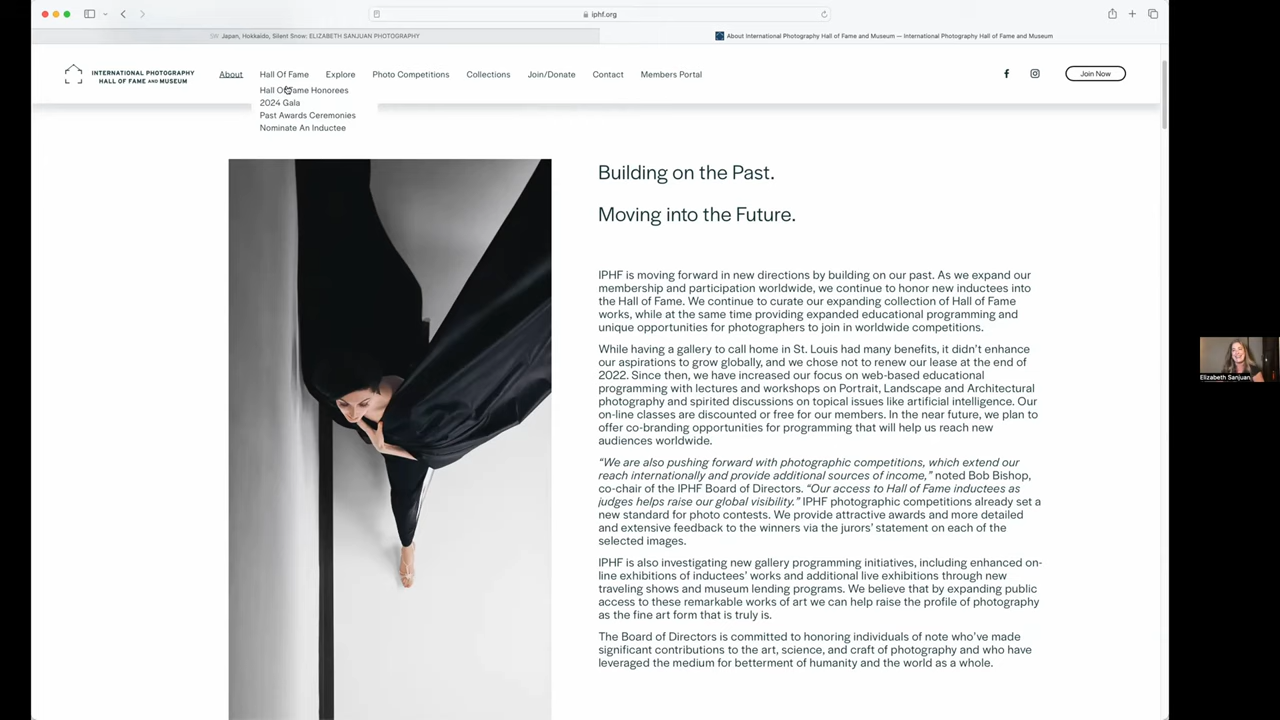 iphf.org
SW Japan, Hokkaido, Silent Snow: ELIZABETH SANJUAN PHOTOGRAPHY
About International Photography Hall of Fame and Museum — International Photography Hall of Fame and Museum
INTERNATIONAL PHOTOGRAPHY
HALL OF FAME AND MUSEUM
About
Hall Of Fame
Explore
Photo Competitions
Collections
Join/Donate
Contact
Members Portal
Join Now
Hall Of Fame Honorees
2024 Gala
Past Awards Ceremonies
Nominate An Inductee
Building on the Past.
Moving into the Future.
IPHF is moving forward in new directions by building on our past. As we expand our
membership and participation worldwide, we continue to honor new inductees into
the Hall of Fame. We continue to curate our expanding collection of Hall of Fame
works, while at the same time providing expanded educational programming and
unique opportunities for photographers to join in worldwide competitions.
While having a gallery to call home in St. Louis had many benefits, it didn't enhance
our aspirations to grow globally, and we chose not to renew our lease at the end of
2022. Since then, we have increased our focus on web-based educational
programming with lectures and workshops on Portrait, Landscape and Architectural
photography and spirited discussions on topical issues like artificial intelligence. Our
on-line classes are discounted or free for our members. In the near future, we plan to
offer co-branding opportunities for programming that will help us reach new
audiences worldwide.
“We are also pushing forward with photographic competitions, which extend our
reach internationally and provide additional sources of income,” noted Bob Bishop,
co-chair of the IPHF Board of Directors. “Our access to Hall of Fame inductees as
judges helps raise our global visibility.” IPHF photographic competitions already set a
new standard for photo contests. We provide attractive awards and more detailed
and extensive feedback to the winners via the jurors’ statement on each of the
selected images.
IPHF is also investigating new gallery programming initiatives, including enhanced on-
line exhibitions of inductees’ works and additional live exhibitions through new
traveling shows and museum lending programs. We believe that by expanding public
access to these remarkable works of art we can help raise the profile of photography
as the fine art form that is truly is.
The Board of Directors is committed to honoring individuals of note who’ve made
significant contributions to the art, science, and craft of photography and who have
leveraged the medium for betterment of humanity and the world as a whole.
Elizabeth Sanjuan